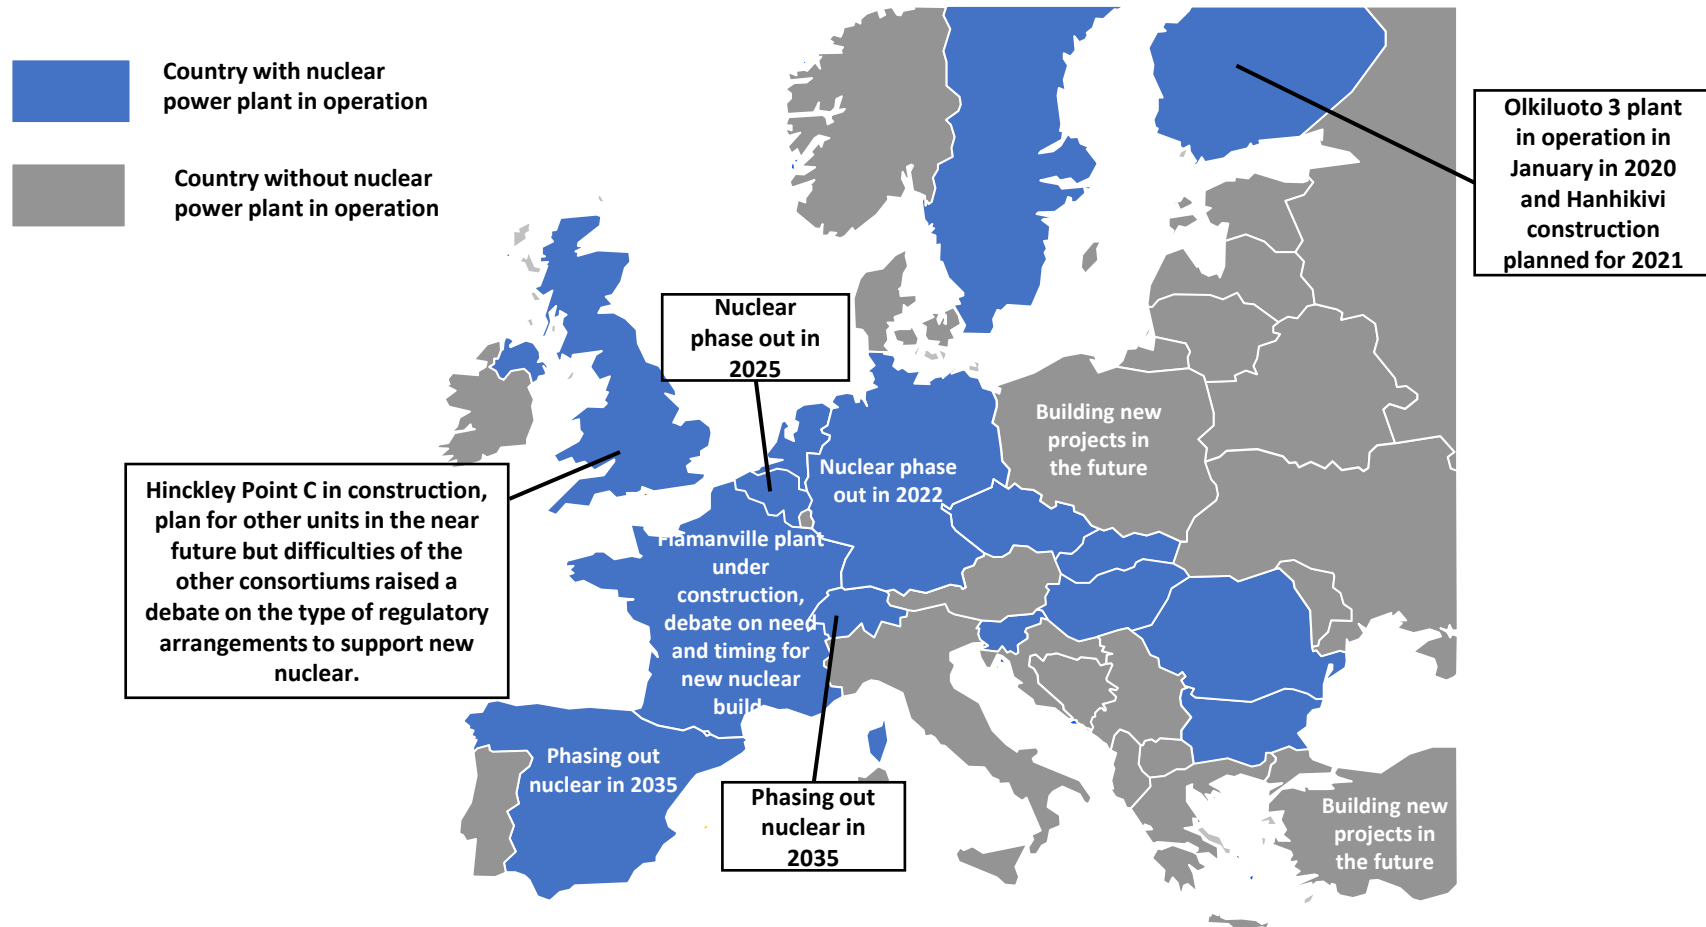 Country with nuclear
power plant in operation
Country without nuclear
power plant in operation
Olkiluoto 3 plant
in operation in
January in 2020
and Hanhikivi
construction
planned for 2021
Nuclear
phase out in
2025
Building new
projects in
the future
Nuclear phase
out in 2022
Hinckley Point C in construction,
plan for other units in the near
future but difficulties of the
other consortiums raised a
debate on the type of regulatory
arrangements to support new
nuclear.
Flamanville plant
under
construction,
debate on need
and timing for
new nuclear
build.
Phasing out
nuclear in 2035
Phasing out
nuclear in
2035
Building new
projects in
the future